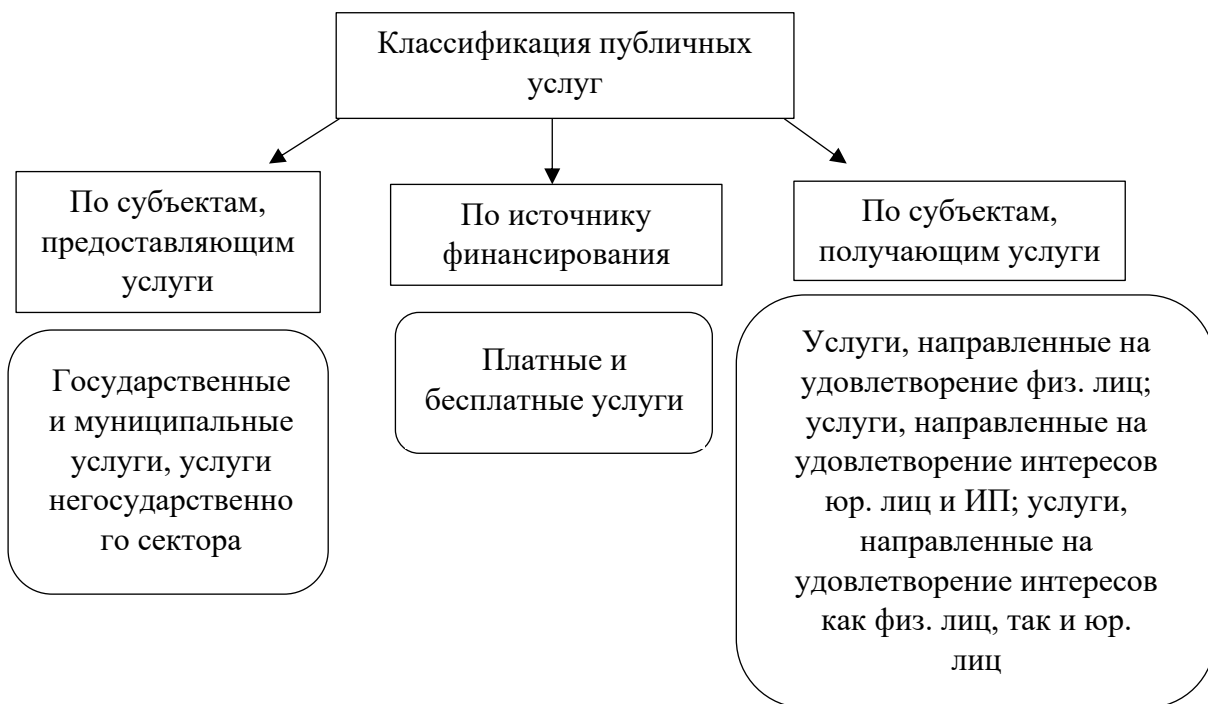 Классификация публичных
услуг
По субъектам,
предоставляющим
услуги
Государственные
и муниципальные
услуги, услуги
негосударственно
го сектора
По источнику
финансирования
Платные и
бесплатные услуги
По субъектам,
получающим услуги
Услуги, направленные на
удовлетворение физ. лиц;
услуги, направленные на
удовлетворение интересов
юр. лиц и ИП; услуги,
направленные на
удовлетворение интересов
как физ. лиц, так и юр.
лиц